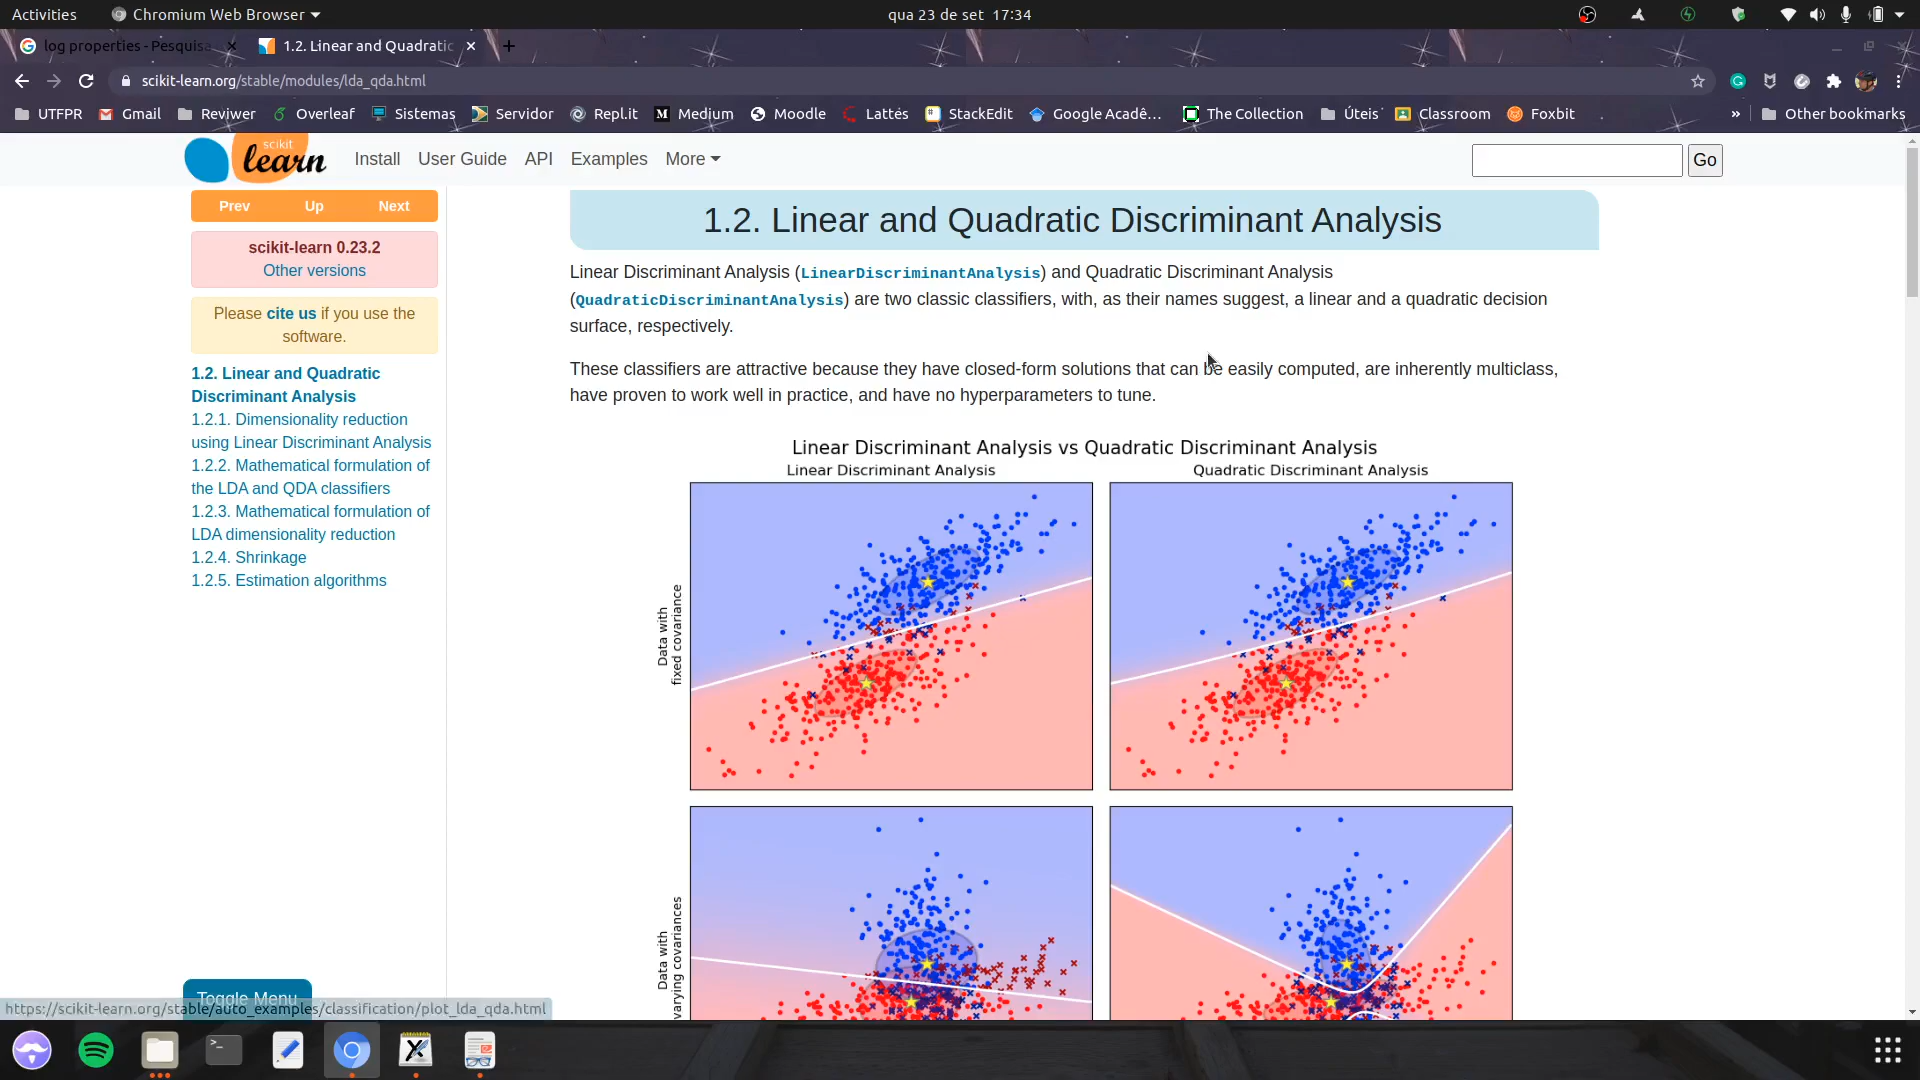 Activities
Chromium Web Browser
qua 23 de set 17:34
log properties - Pesquisa
1.2. Linear and Quadratic
scikit-learn.org/stable/modules/lda_qda.html
UTFPR
Gmail
Reviwer
Overleaf
Sistemas
Servidor
Repl.it
Medium
Moodle
Lattés
StackEdit
Google Acadê...
The Collection
Úteis
Classroom
Foxbit
»
Other bookmarks
scikit
learn
Install
User Guide
API
Examples
More
Go
Prev
Up
Next
scikit-learn 0.23.2
Other versions
Please cite us if you use the
software.
1.2. Linear and Quadratic
Discriminant Analysis
1.2.1. Dimensionality reduction
using Linear Discriminant Analysis
1.2.2. Mathematical formulation of
the LDA and QDA classifiers
1.2.3. Mathematical formulation of
LDA dimensionality reduction
1.2.4. Shrinkage
1.2.5. Estimation algorithms
Toggle Menu
https://scikit-learn.org/stable/auto_examples/classification/plot_lda_qda.html
1.2. Linear and Quadratic Discriminant Analysis
Linear Discriminant Analysis (LinearDiscriminantAnalysis) and Quadratic Discriminant Analysis
(QuadraticDiscriminantAnalysis) are two classic classifiers, with, as their names suggest, a linear and a quadratic decision
surface, respectively.
These classifiers are attractive because they have closed-form solutions that can be easily computed, are inherently multiclass,
have proven to work well in practice, and have no hyperparameters to tune.
Linear Discriminant Analysis vs Quadratic Discriminant Analysis
Linear Discriminant Analysis
Quadratic Discriminant Analysis
Data with
fixed covariance
Data with
varying covariances